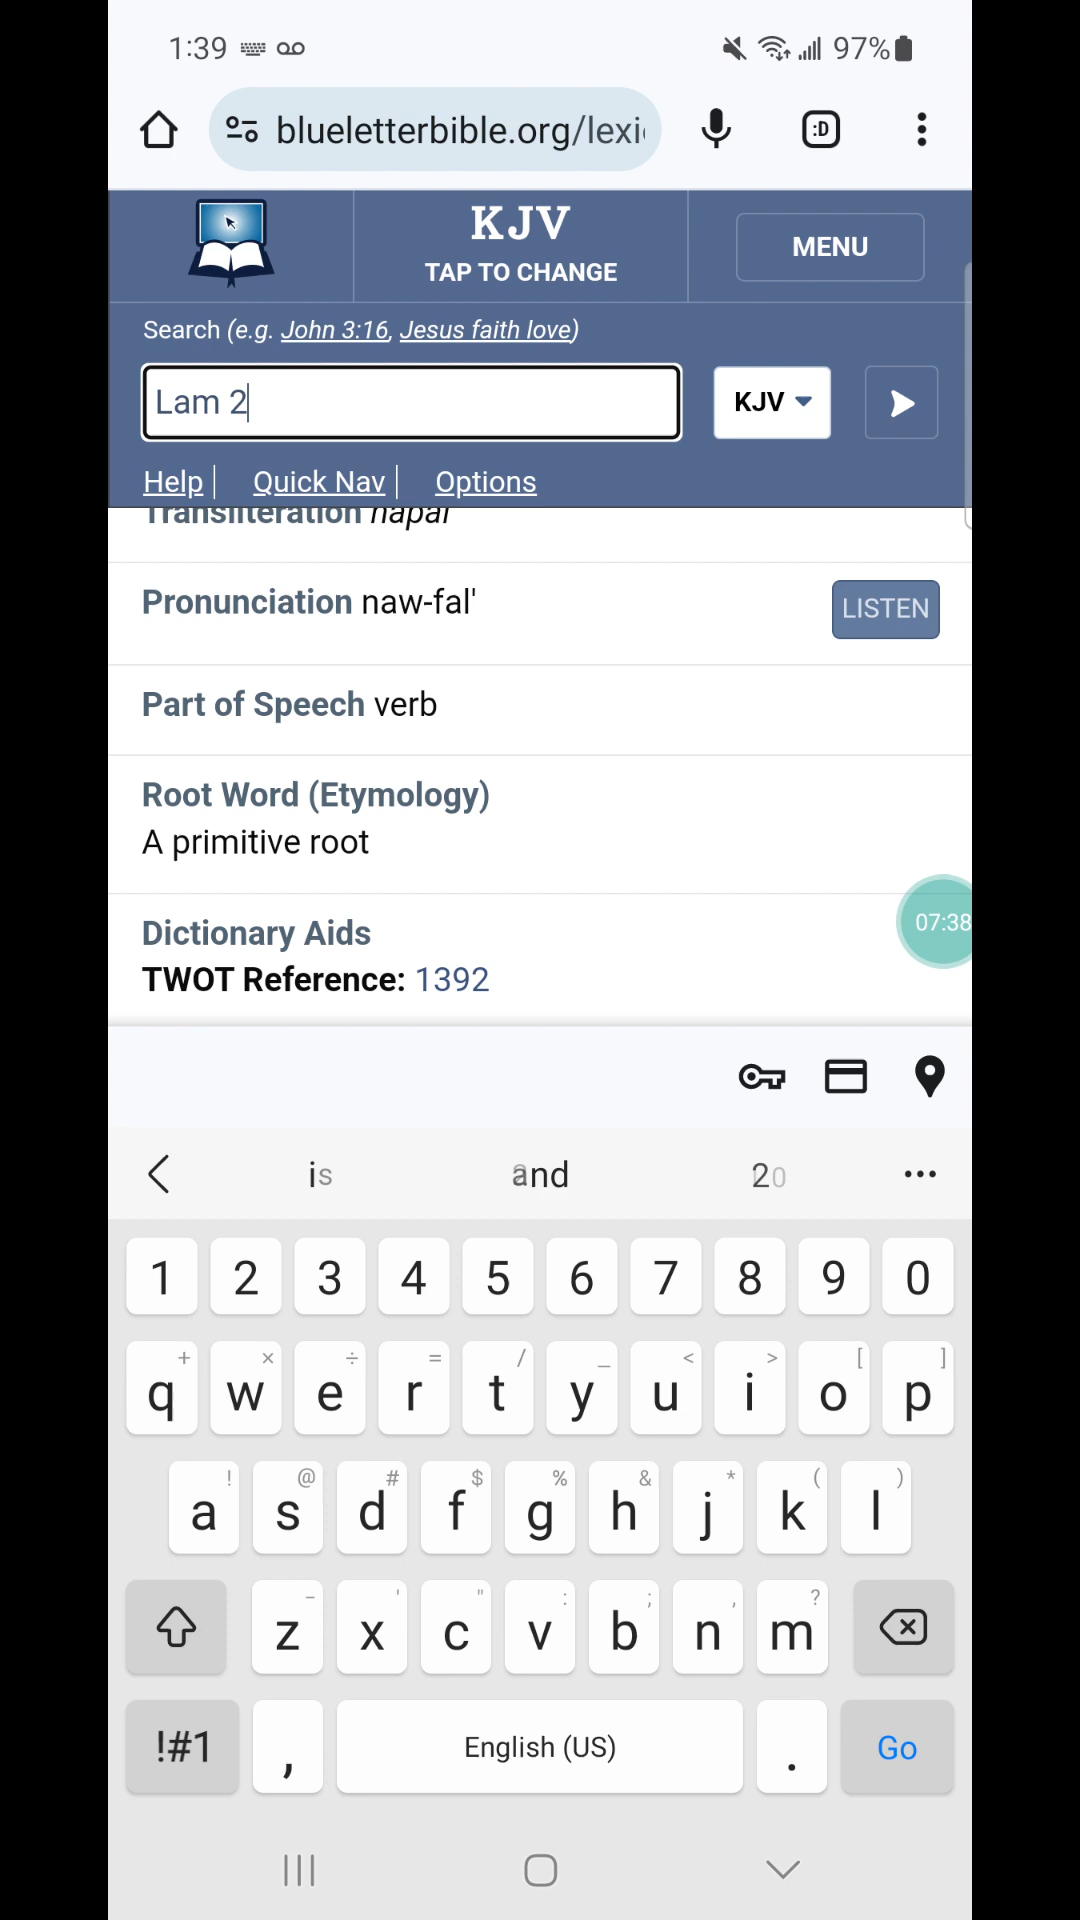 1:39 97%
blueletterbible.org/lexi
:D
KJV
TAP TO CHANGE
MENU
Search (e.g. John 3:16, Jesus faith love)
Lam 2
KJV
Help | Quick Nav | Options
Transliteration napal
Pronunciation naw-fal'
LISTEN
Part of Speech verb
Root Word (Etymology)
A primitive root
07:38
Dictionary Aids
TWOT Reference: 1392
is and 20 ...
1 2 3 4 5 6 7 8 9 0
+ × ÷ = / _ < > [ ]
q w e r t y u i o p
! @ # $ % & * ( )
a s d f g h j k l
- ' " : ; , ?
z x c v b n m
!#1 , English (US) . Go